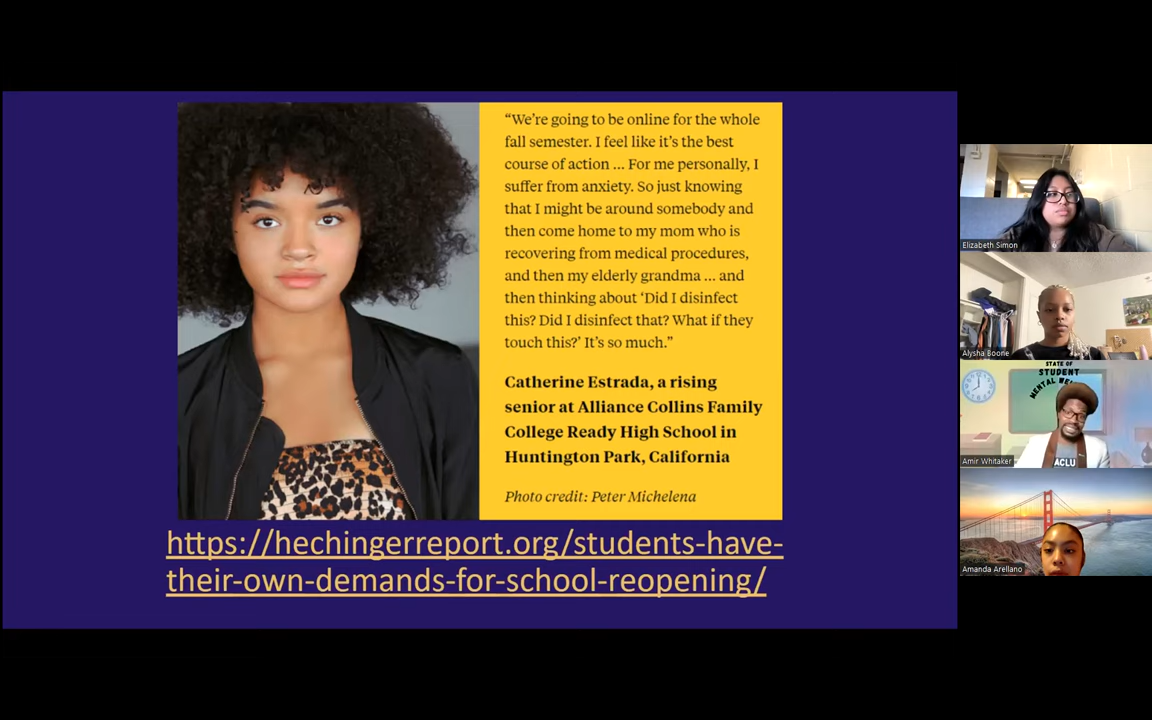 “We’re going to be online for the whole
fall semester. I feel like it’s the best
course of action ... For me personally, I
suffer from anxiety. So just knowing
that I might be around somebody and
then come home to my mom who is
recovering from medical procedures,
and then my elderly grandma ... and
then thinking about ‘Did I disinfect
this? Did I disinfect that? What if they
touch this?’ It’s so much.”
Catherine Estrada, a rising
senior at Alliance Collins Family
College Ready High School in
Huntington Park, California
Photo credit: Peter Michelena
https://hechingerreport.org/students-have-
their-own-demands-for-school-reopening/
Elizabeth Simon
Alysha Boone
STATE OF
STUDENT
MENTAL
ACLU
Amir Whitaker
Amanda Arellano